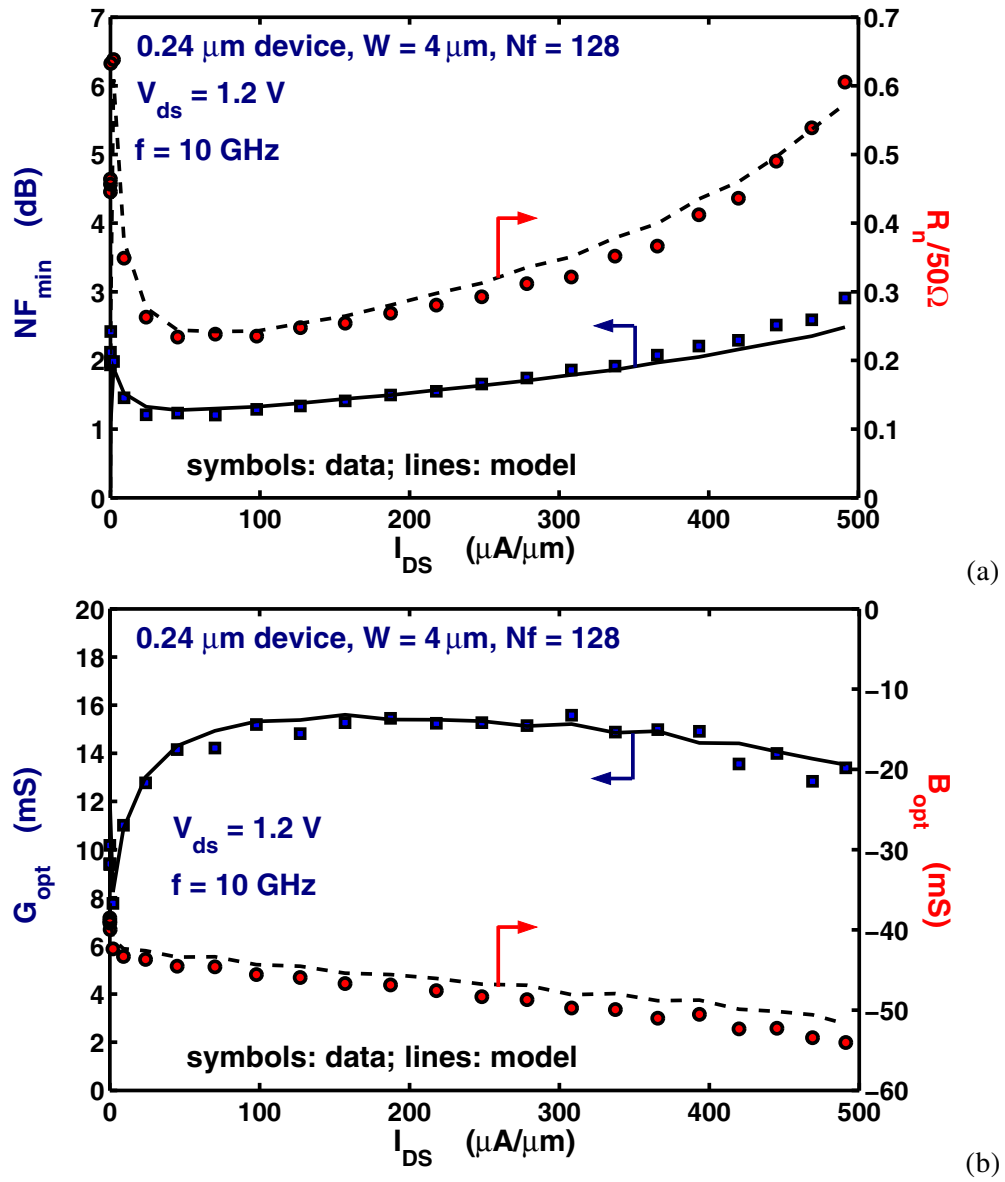 7
6
5
4
3
2
1
0
0.7
0.6
0.5
0.4
0.3
0.2
0.1
0
0 100 200 300 400 500
NF_min (dB)
R_n/50Ω
0.24 μm device, W = 4 μm, Nf = 128
V_ds = 1.2 V
f = 10 GHz
symbols: data; lines: model
I_DS (μA/μm)
(a)
20
18
16
14
12
10
8
6
4
2
0
0
−10
−20
−30
−40
−50
−60
0 100 200 300 400 500
G_opt (mS)
B_opt (mS)
0.24 μm device, W = 4 μm, Nf = 128
V_ds = 1.2 V
f = 10 GHz
symbols: data; lines: model
I_DS (μA/μm)
(b)